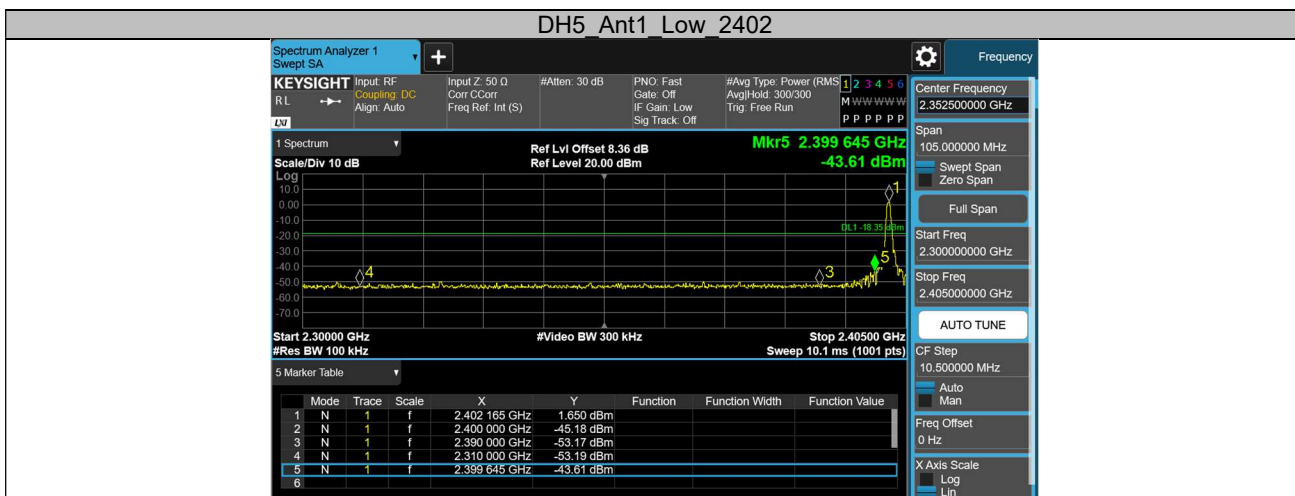 DH5_Ant1_Low_2402
Spectrum Analyzer 1
Swept SA
+
Frequency
KEYSIGHT
RL
LXI
Input: RF
Coupling: DC
Align: Auto
Input Z: 50 Ω
Corr CCorr
Freq Ref: Int (S)
#Atten: 30 dB
PNO: Fast
Gate: Off
IF Gain: Low
Sig Track: Off
#Avg Type: Power (RMS
Avg|Hold: 300/300
Trig: Free Run
1 2 3 4 5 6
M W W W W W
P P P P P P
1 Spectrum
Scale/Div 10 dB
Ref Lvl Offset 8.36 dB
Ref Level 20.00 dBm
Mkr5 2.399 645 GHz
-43.61 dBm
Log
10.0
0.00
-10.0
-20.0
-30.0
-40.0
-50.0
-60.0
-70.0
1
DL1 -18.35 dBm
5
4
3
Start 2.30000 GHz
#Res BW 100 kHz
#Video BW 300 kHz
Stop 2.40500 GHz
Sweep 10.1 ms (1001 pts)
5 Marker Table
Mode Trace Scale X Y Function Function Width Function Value
1 N 1 f 2.402 165 GHz 1.650 dBm
2 N 1 f 2.400 000 GHz -45.18 dBm
3 N 1 f 2.390 000 GHz -53.17 dBm
4 N 1 f 2.310 000 GHz -53.19 dBm
5 N 1 f 2.399 645 GHz -43.61 dBm
6
Center Frequency
2.352500000 GHz
Span
105.000000 MHz
Swept Span
Zero Span
Full Span
Start Freq
2.300000000 GHz
Stop Freq
2.405000000 GHz
AUTO TUNE
CF Step
10.500000 MHz
Auto
Man
Freq Offset
0 Hz
X Axis Scale
Log
Lin